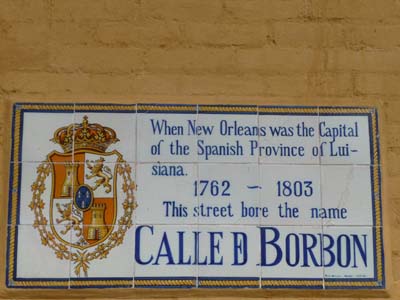 When New Orleans was the Capital
of the Spanish Province of Lui-
siana.
1762 — 1803
This street bore the name
CALLE D BORBON